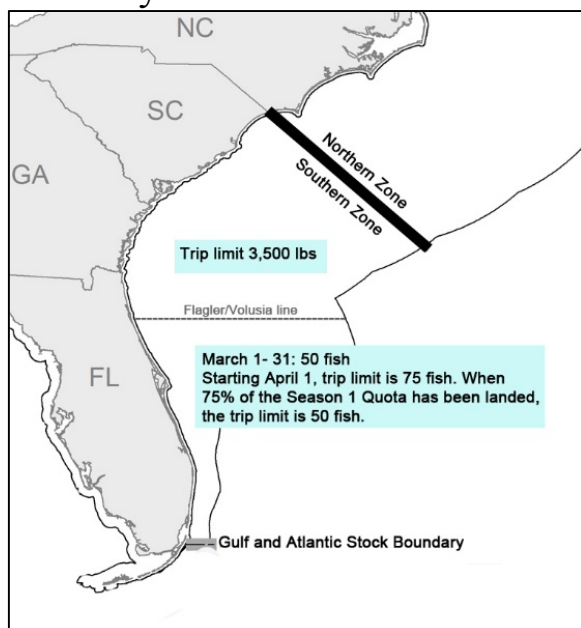 NC
SC
GA
Northern Zone
Southern Zone
Trip limit 3,500 lbs
Flagler/Volusia line
March 1- 31: 50 fish
Starting April 1, trip limit is 75 fish. When
75% of the Season 1 Quota has been landed,
the trip limit is 50 fish.
FL
Gulf and Atlantic Stock Boundary